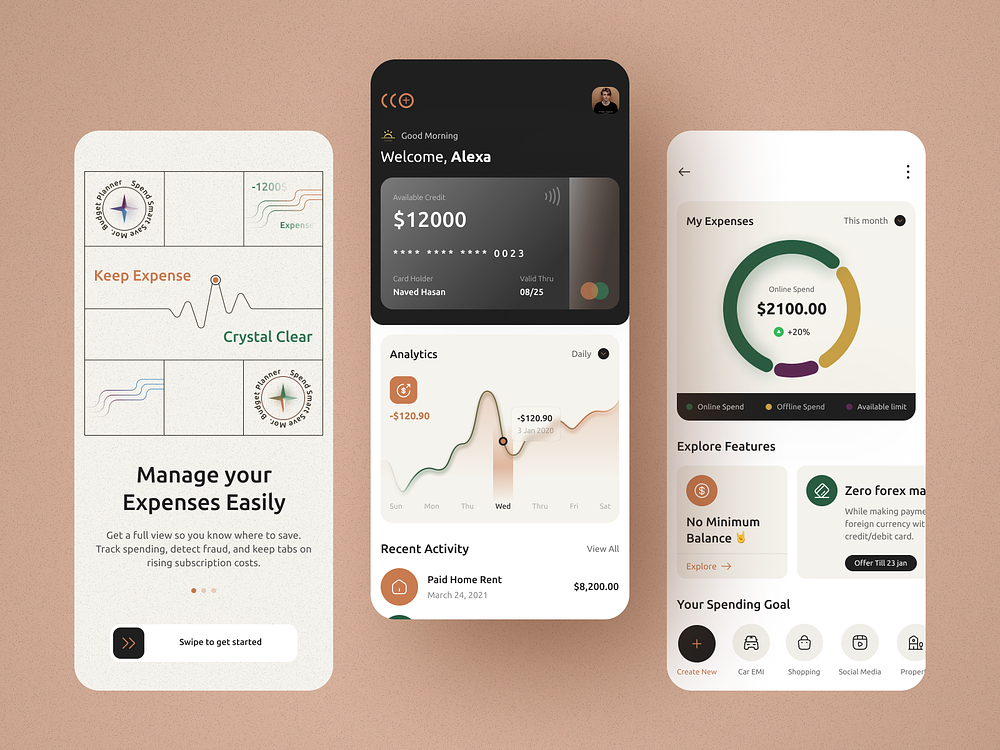 Budget Planner Spend Smart Save Mor.
-1200$
Expense
Keep Expense
Crystal Clear
Budget Planner Spend Smart Save Mor.
Manage your
Expenses Easily
Get a full view so you know where to save.
Track spending, detect fraud, and keep tabs on
rising subscription costs.
Swipe to get started
Good Morning
Welcome, Alexa
Available Credit
$12000
**** **** **** 0023
Card Holder
Valid Thru
Naved Hasan
08/25
Analytics
Daily
-$120.90
-$120.90
3 Jan 2020
Sun Mon Thu Wed Thru Fri Sat
Recent Activity
View All
Paid Home Rent
March 24, 2021
$8,200.00
My Expenses
This month
Online Spend
$2100.00
+20%
Online Spend
Offline Spend
Available limit
Explore Features
No Minimum
Balance 🤘
Explore →
Zero forex ma
While making payme
foreign currency wit
credit/debit card.
Offer Till 23 jan
Your Spending Goal
Create New
Car EMI
Shopping
Social Media
Proper